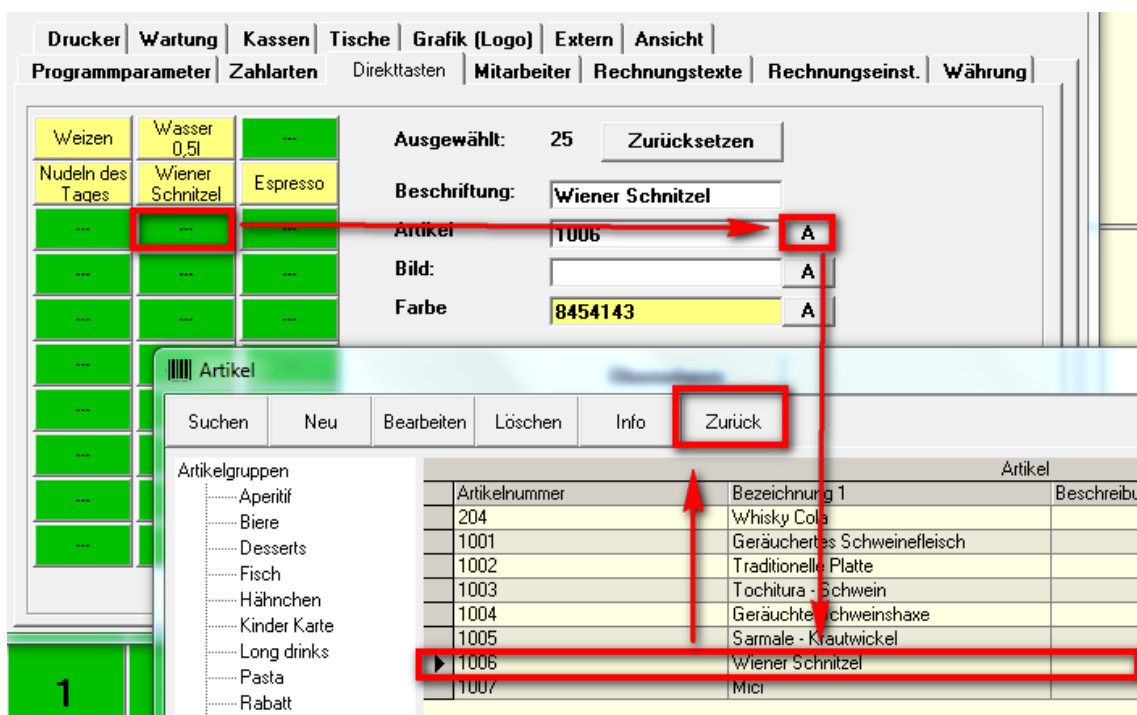 Drucker Wartung Kassen Tische Grafik (Logo) Extern Ansicht
Programmparameter Zahlarten Direkttasten Mitarbeiter Rechnungstexte Rechnungseinst. Währung
Weizen Wasser 0,5l ---
Nudeln des Tages Wiener Schnitzel Espresso
--- --- ---
--- --- ---
--- --- ---
---
---
---
---
---
Ausgewählt: 25 Zurücksetzen
Beschriftung: Wiener Schnitzel
Artikel 1006 A
Bild: A
Farbe 8454143 A
Artikel
Suchen Neu Bearbeiten Löschen Info Zurück
Artikelgruppen
Aperitif
Biere
Desserts
Fisch
Hähnchen
Kinder Karte
Long drinks
Pasta
Rabatt
Artikel
Artikelnummer Bezeichnung 1 Beschreibu
204 Whisky Cola
1001 Geräuchertes Schweinefleisch
1002 Traditionelle Platte
1003 Tochitura - Schwein
1004 Geräuchte Schweinshaxe
1005 Sarmale - Krautwickel
1006 Wiener Schnitzel
1007 Mici
1